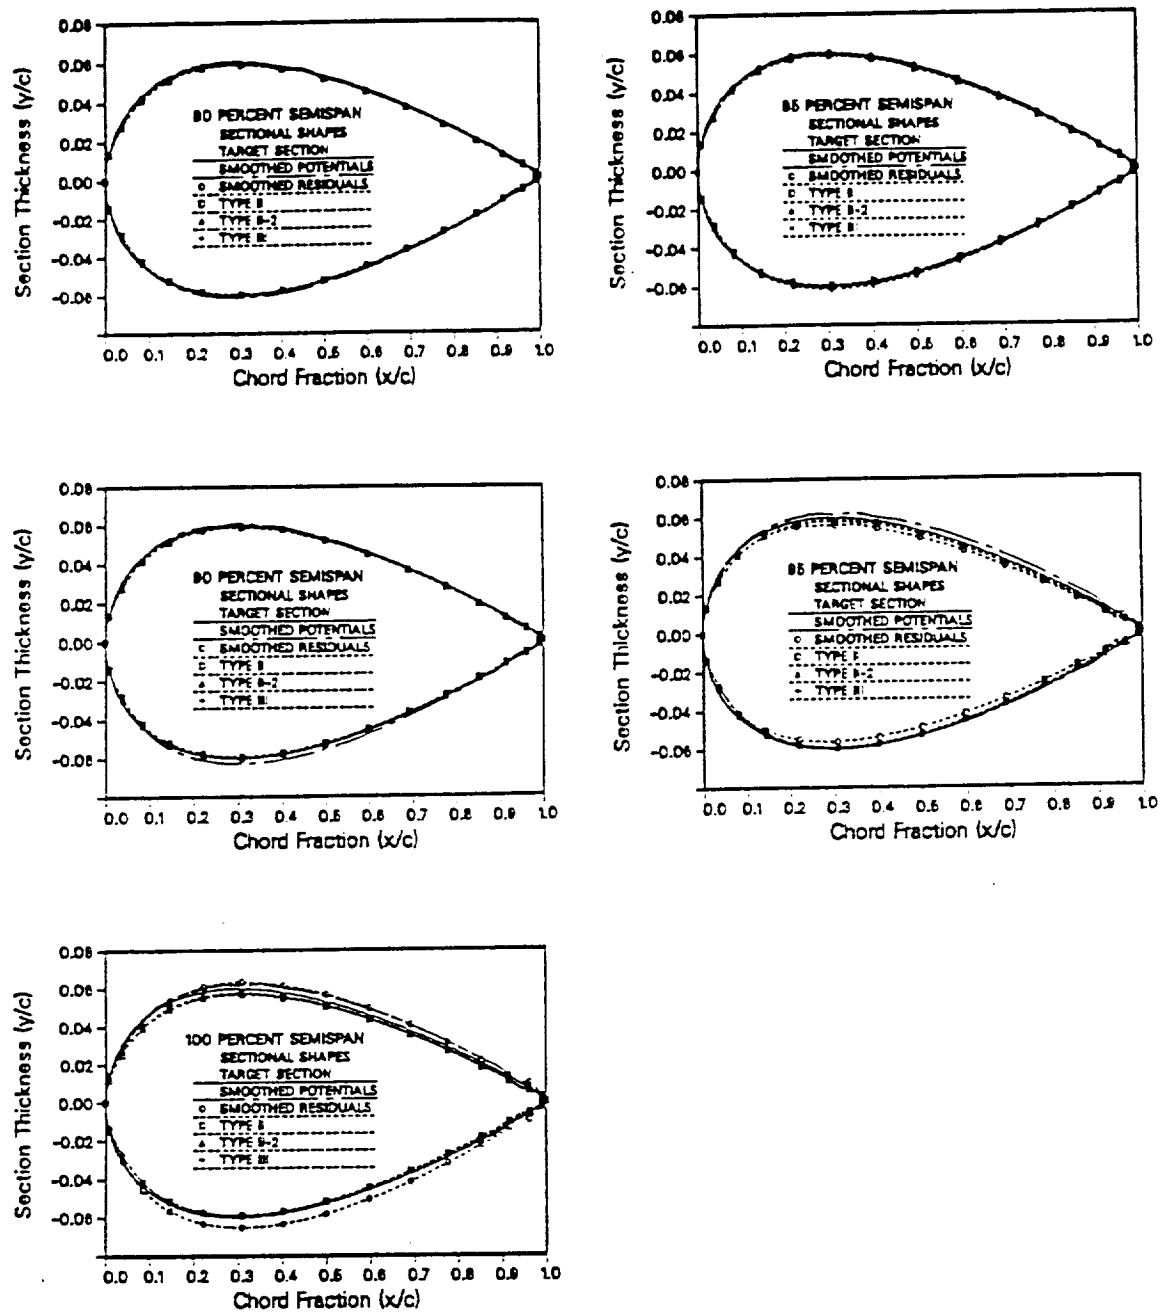 0.08
0.06
0.04
0.02
0.00
-0.02
-0.04
-0.06
Section Thickness (y/c)
80 PERCENT SEMISPAN
SECTIONAL SHAPES
TARGET SECTION
SMOOTHED POTENTIALS
SMOOTHED RESIDUALS
TYPE II
TYPE II-2
TYPE III
0.0 0.1 0.2 0.3 0.4 0.5 0.6 0.7 0.8 0.9 1.0
Chord Fraction (x/c)
0.08
0.06
0.04
0.02
0.00
-0.02
-0.04
-0.06
Section Thickness (y/c)
85 PERCENT SEMISPAN
SECTIONAL SHAPES
TARGET SECTION
SMOOTHED POTENTIALS
SMOOTHED RESIDUALS
TYPE II
TYPE II-2
TYPE III
0.0 0.1 0.2 0.3 0.4 0.5 0.6 0.7 0.8 0.9 1.0
Chord Fraction (x/c)
0.08
0.06
0.04
0.02
0.00
-0.02
-0.04
-0.06
Section Thickness (y/c)
90 PERCENT SEMISPAN
SECTIONAL SHAPES
TARGET SECTION
SMOOTHED POTENTIALS
SMOOTHED RESIDUALS
TYPE II
TYPE II-2
TYPE III
0.0 0.1 0.2 0.3 0.4 0.5 0.6 0.7 0.8 0.9 1.0
Chord Fraction (x/c)
0.08
0.06
0.04
0.02
0.00
-0.02
-0.04
-0.06
Section Thickness (y/c)
95 PERCENT SEMISPAN
SECTIONAL SHAPES
TARGET SECTION
SMOOTHED POTENTIALS
SMOOTHED RESIDUALS
TYPE II
TYPE II-2
TYPE III
0.0 0.1 0.2 0.3 0.4 0.5 0.6 0.7 0.8 0.9 1.0
Chord Fraction (x/c)
0.08
0.06
0.04
0.02
0.00
-0.02
-0.04
-0.06
Section Thickness (y/c)
100 PERCENT SEMISPAN
SECTIONAL SHAPES
TARGET SECTION
SMOOTHED POTENTIALS
SMOOTHED RESIDUALS
TYPE II
TYPE II-2
TYPE III
0.0 0.1 0.2 0.3 0.4 0.5 0.6 0.7 0.8 0.9 1.0
Chord Fraction (x/c)